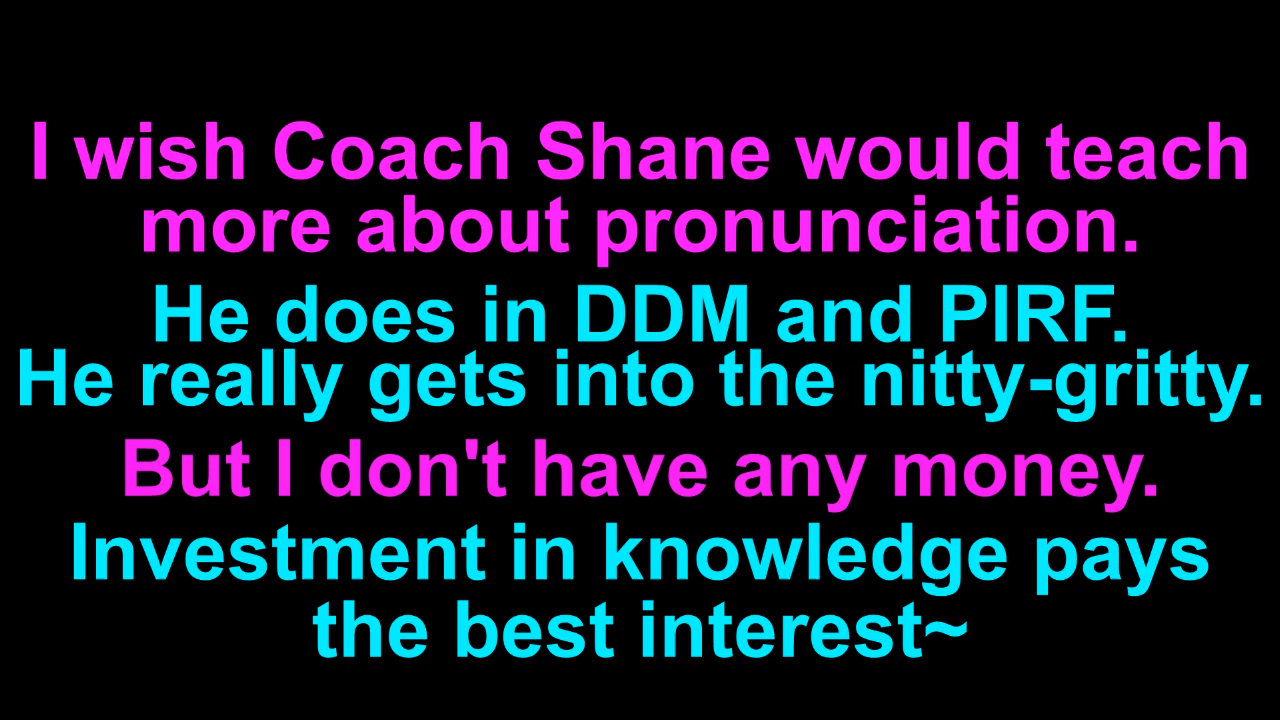 I wish Coach Shane would teach
more about pronunciation.
He does in DDM and PIRF.
He really gets into the nitty-gritty.
But I don't have any money.
Investment in knowledge pays
the best interest~